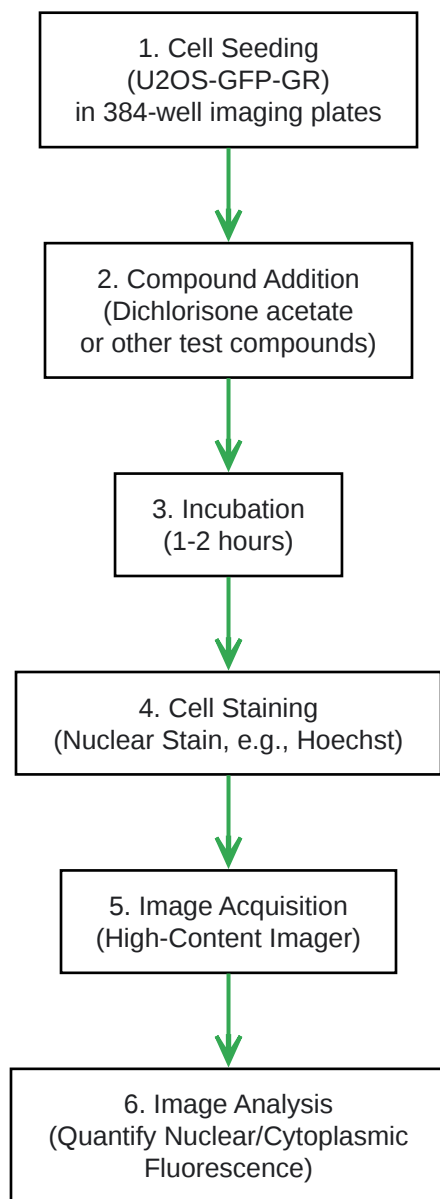 1. Cell Seeding
(U2OS-GFP-GR)
in 384-well imaging plates
2. Compound Addition
(Dichlorisone acetate
or other test compounds)
3. Incubation
(1-2 hours)
4. Cell Staining
(Nuclear Stain, e.g., Hoechst)
5. Image Acquisition
(High-Content Imager)
6. Image Analysis
(Quantify Nuclear/Cytoplasmic
Fluorescence)